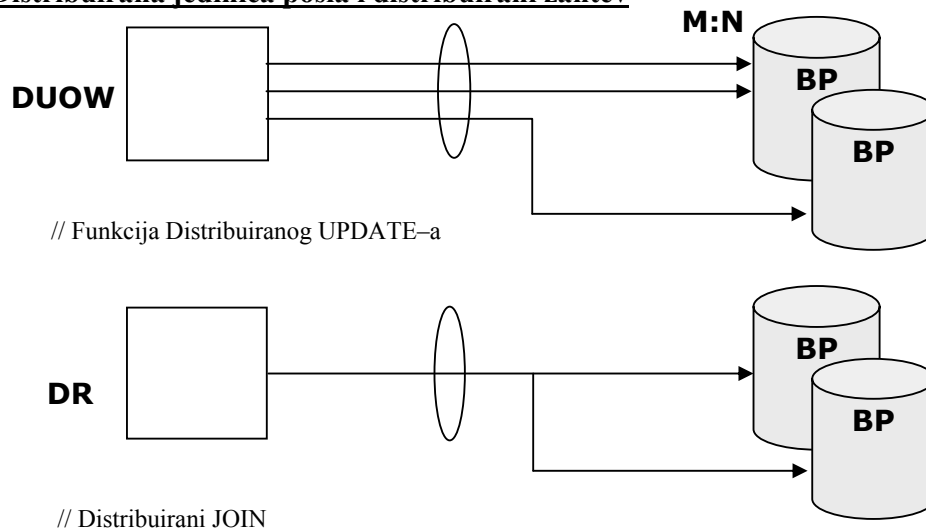 Distribuirana jedinica posla i distribuirani zahtev
M:N
DUOW
BP
BP
// Funkcija Distribuiranog UPDATE–a
BP
DR
BP
// Distribuirani JOIN